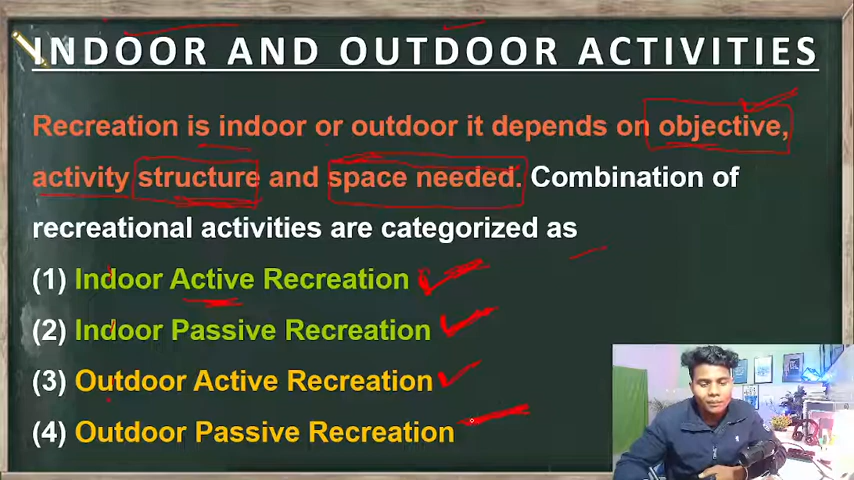 INDOOR AND OUTDOOR ACTIVITIES
Recreation is indoor or outdoor it depends on objective,
activity structure and space needed. Combination of
recreational activities are categorized as
(1) Indoor Active Recreation
(2) Indoor Passive Recreation
(3) Outdoor Active Recreation
(4) Outdoor Passive Recreation